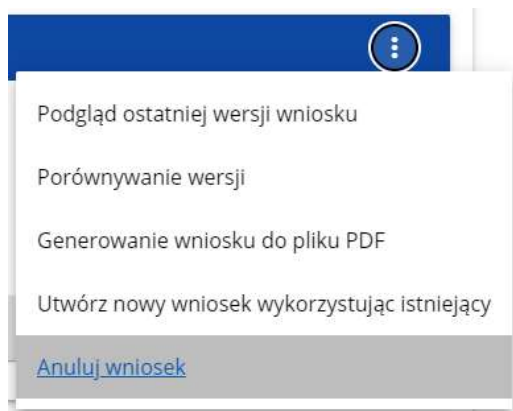 Podgląd ostatniej wersji wniosku
Porównywanie wersji
Generowanie wniosku do pliku PDF
Utwórz nowy wniosek wykorzystując istniejący
Anuluj wniosek